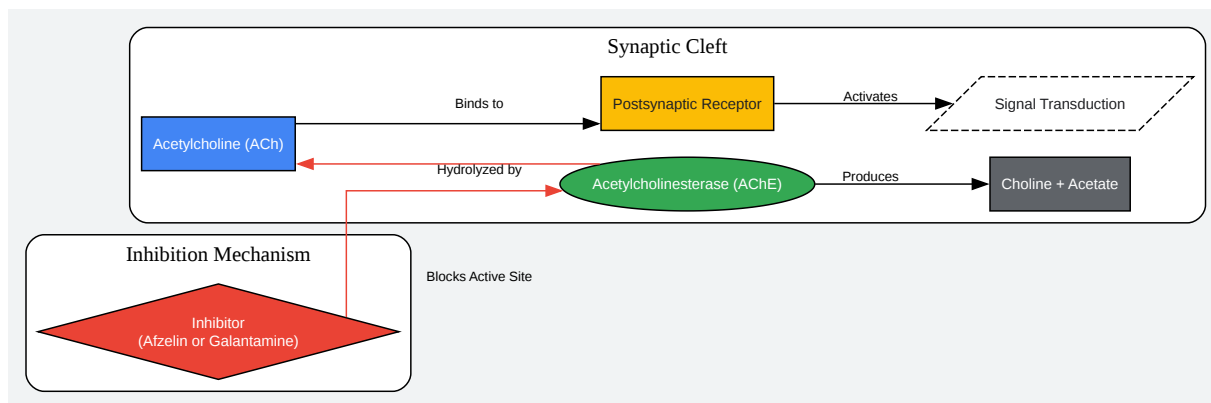 Synaptic Cleft
Binds to
Postsynaptic Receptor
Activates
Signal Transduction
Acetylcholine (ACh)
Hydrolyzed by
Acetylcholinesterase (AChE)
Produces
Choline + Acetate
Inhibition Mechanism
Blocks Active Site
Inhibitor
(Afzelin or Galantamine)